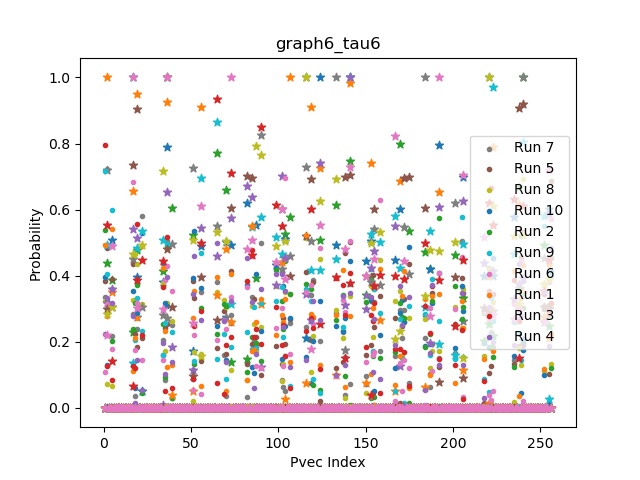 graph6_tau6
1.0
0.8
0.6
0.4
0.2
0.0
Probability
0
50
100
150
200
250
Pvec Index
Run 7
Run 5
Run 8
Run 10
Run 2
Run 9
Run 6
Run 1
Run 3
Run 4